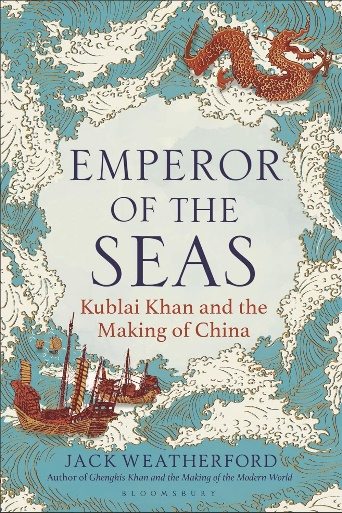 EMPEROR
OF THE
SEAS
Kublai Khan and the
Making of China
JACK WEATHERFORD
Author of Ghenghis Khan and the Making of the Modern World
BLOOMSBURY